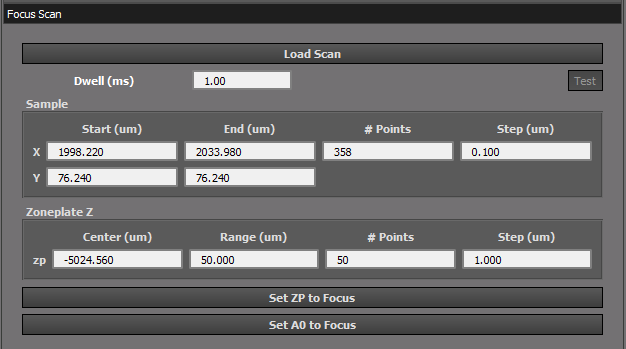 Focus Scan
Load Scan
Dwell (ms) 1.00 Test
Sample
Start (um) End (um) # Points Step (um)
X 1998.220 2033.980 358 0.100
Y 76.240 76.240
Zoneplate Z
Center (um) Range (um) # Points Step (um)
zp -5024.560 50.000 50 1.000
Set ZP to Focus
Set A0 to Focus